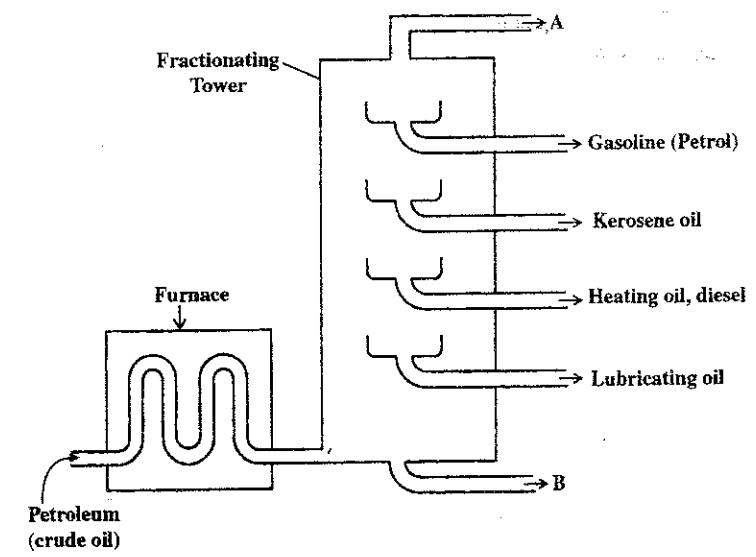 A
Fractionating
Tower
Gasoline (Petrol)
Kerosene oil
Furnace
Heating oil, diesel
Lubricating oil
B
Petroleum
(crude oil)